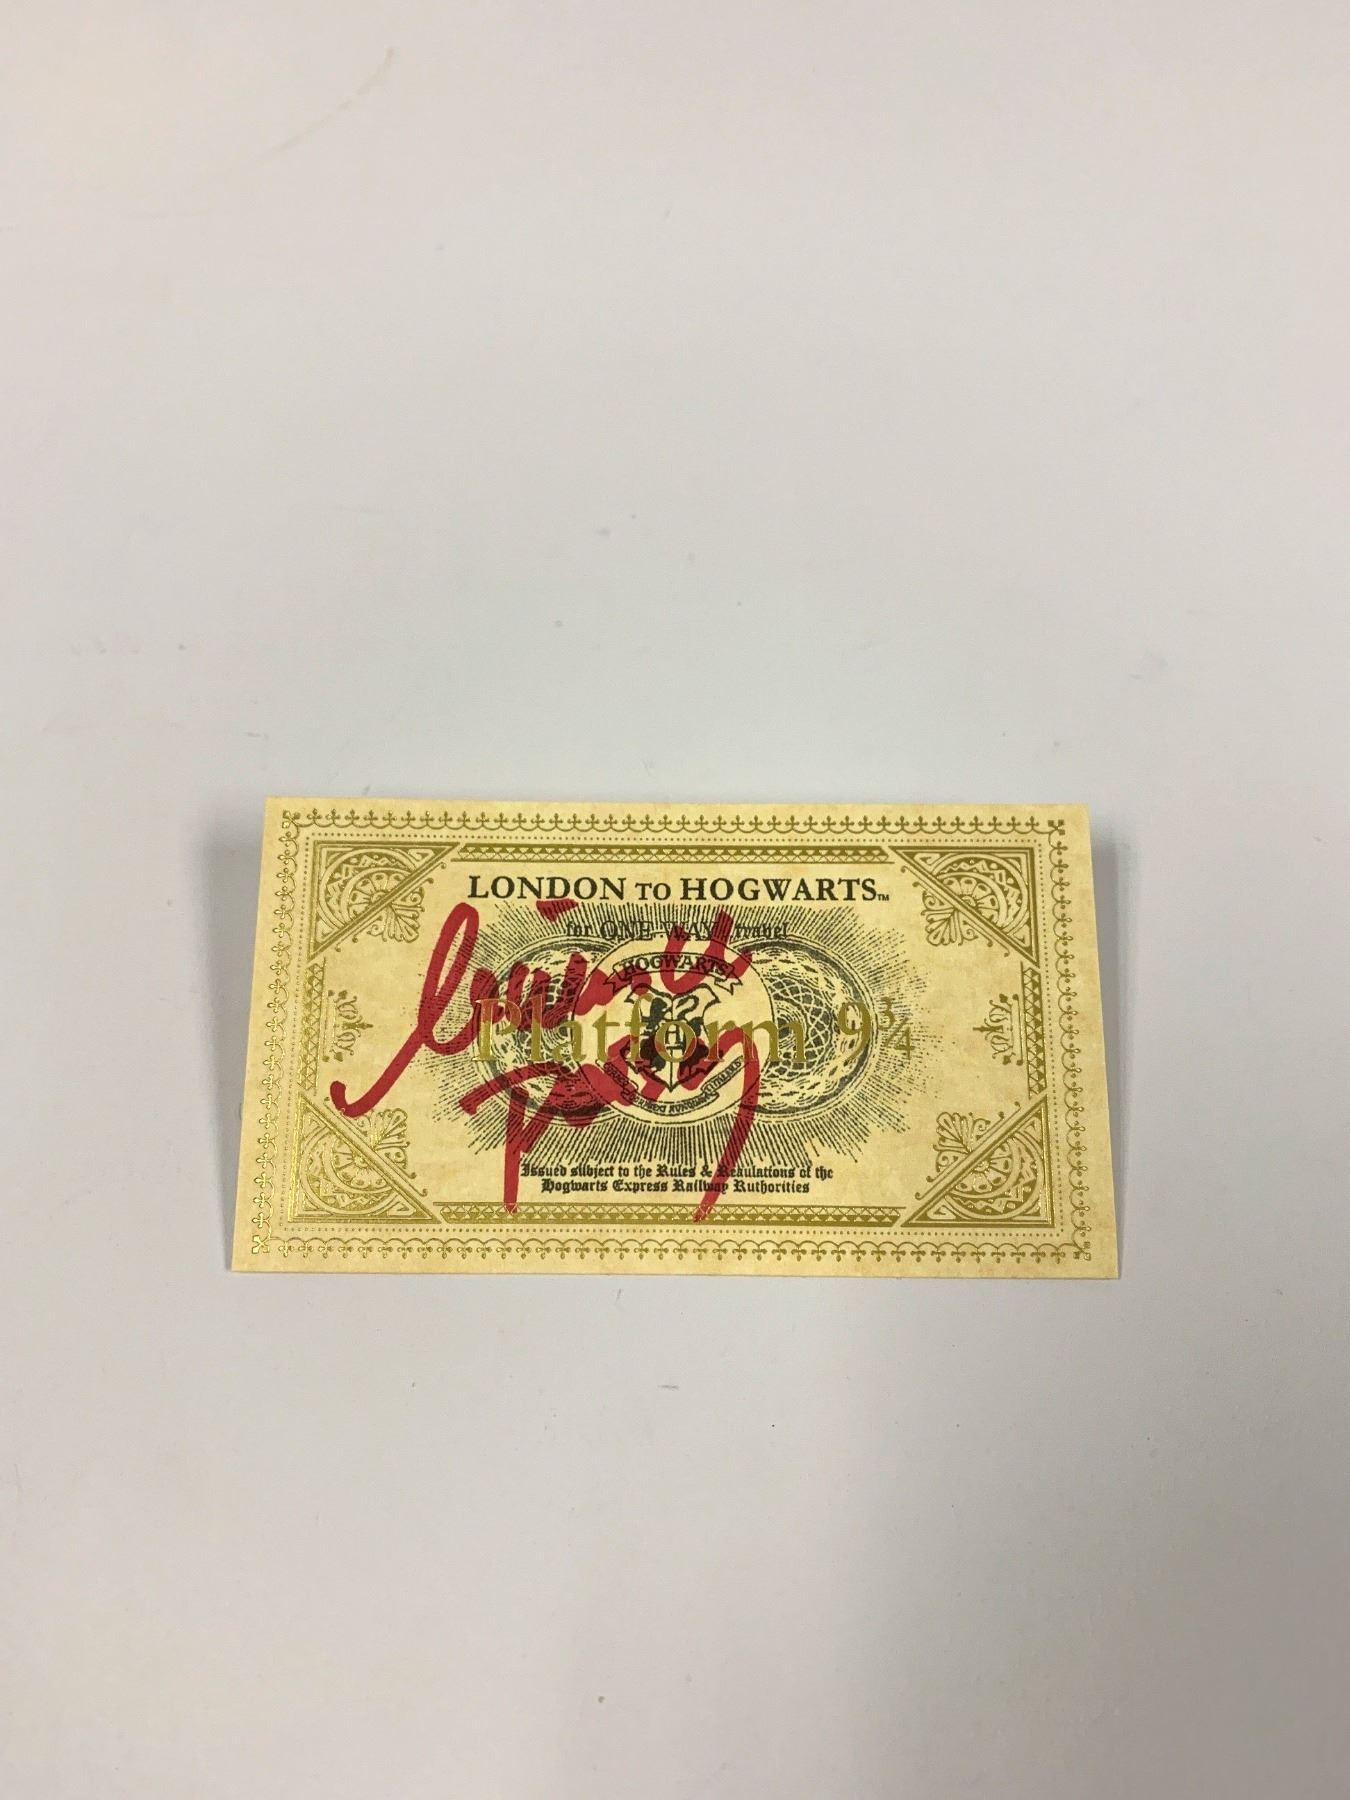 LONDON TO HOGWARTS™
for ONE WAY travel
HOGWARTS
Platform 9¾
Issued subject to the Rules & Regulations of the
Hogwarts Express Railway Authorities